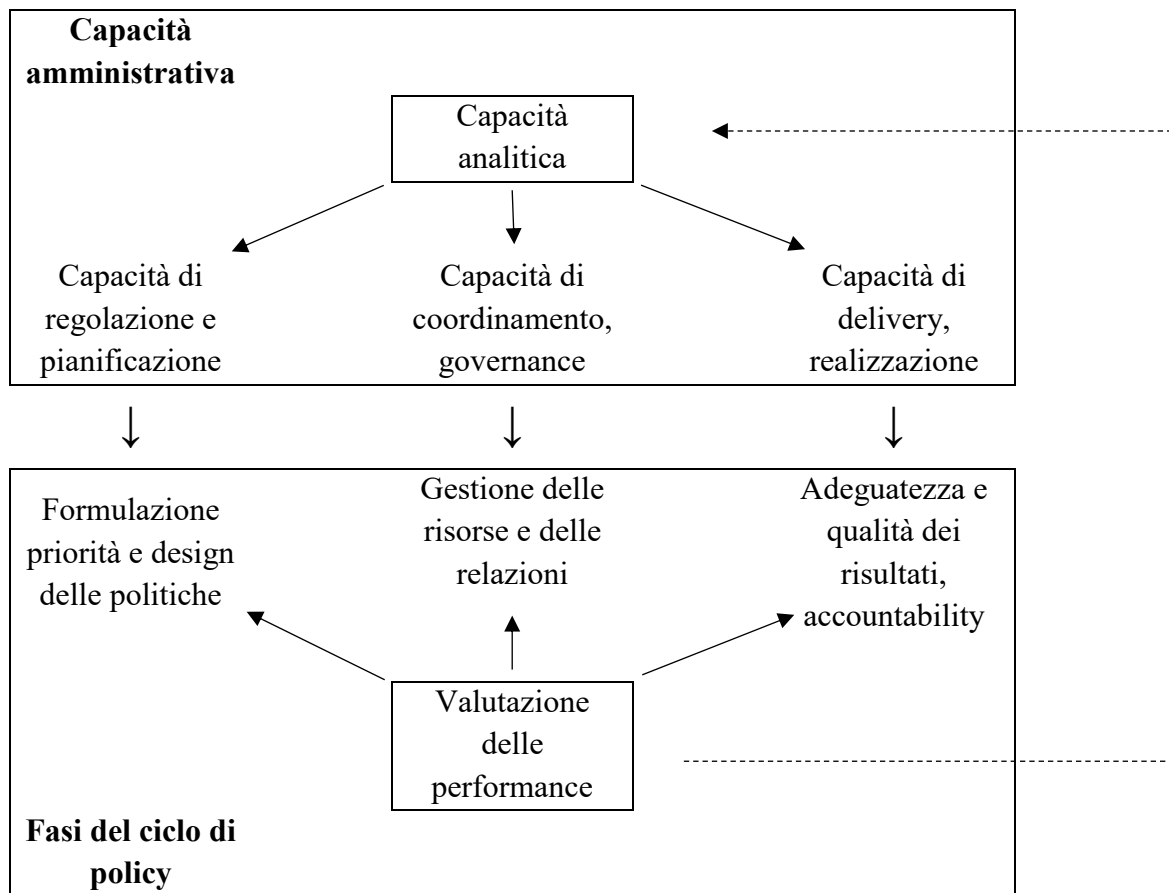 Capacità
amministrativa
Capacità
analitica
Capacità di
regolazione e
pianificazione
Capacità di
coordinamento,
governance
Capacità di
delivery,
realizzazione
Formulazione
priorità e design
delle politiche
Gestione delle
risorse e delle
relazioni
Adeguatezza e
qualità dei
risultati,
accountability
Valutazione
delle
performance
Fasi del ciclo di
policy